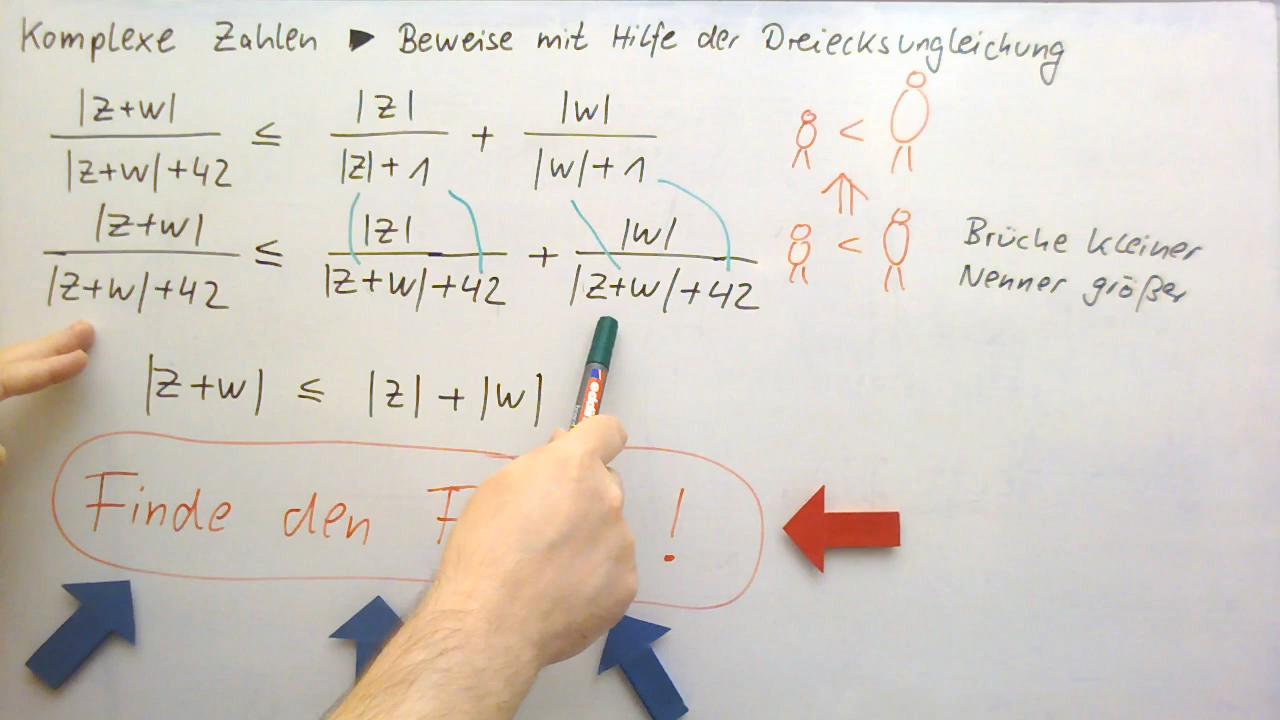 Komplexe Zahlen ▶ Beweise mit Hilfe der Dreiecksungleichung
|z+w| / (|z+w|+42) ≤ |z| / (|z|+1) + |w| / (|w|+1)
<
|z+w| / (|z+w|+42) ≤ |z| / (|z+w|+42) + |w| / (|z+w|+42)
<
Brüche kleiner
Nenner größer
|z+w| ≤ |z| + |w|
Finde den !